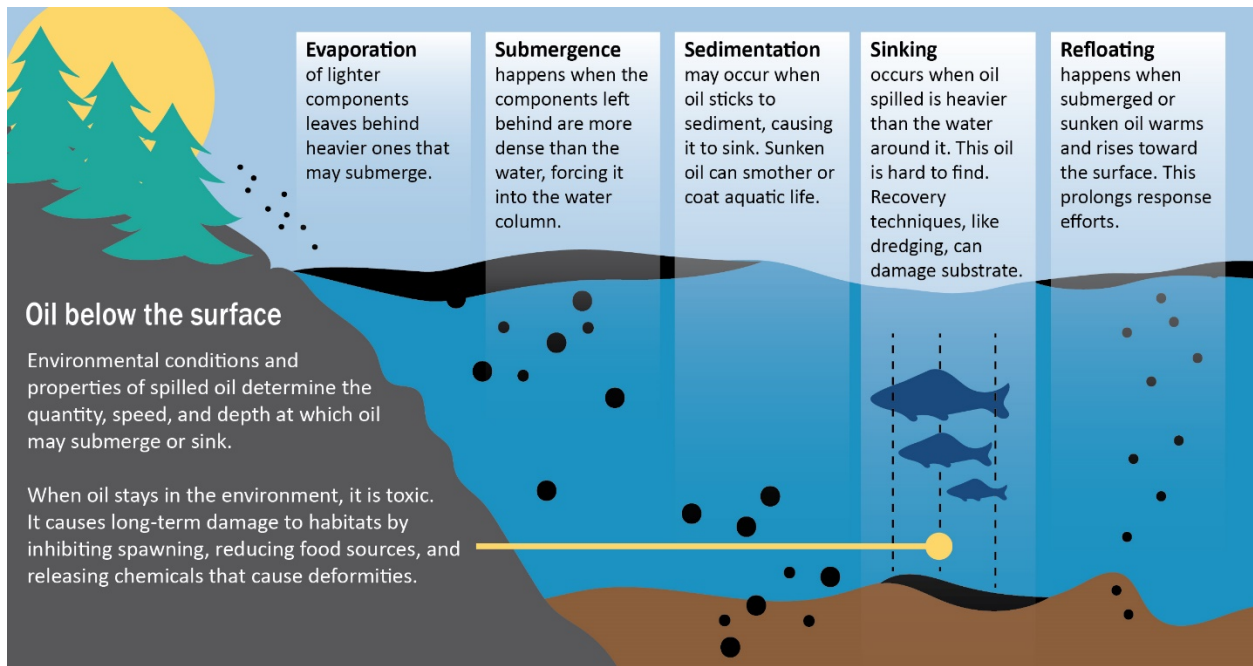 Evaporation
of lighter
components
leaves behind
heavier ones that
may submerge.
Submergence
happens when the
components left
behind are more
dense than the
water, forcing it
into the water
column.
Sedimentation
may occur when
oil sticks to
sediment, causing
it to sink. Sunken
oil can smother or
coat aquatic life.
Sinking
occurs when oil
spilled is heavier
than the water
around it. This oil
is hard to find.
Recovery
techniques, like
dredging, can
damage substrate.
Refloating
happens when
submerged or
sunken oil warms
and rises toward
the surface. This
prolongs response
efforts.
Oil below the surface
Environmental conditions and
properties of spilled oil determine the
quantity, speed, and depth at which oil
may submerge or sink.
When oil stays in the environment, it is toxic.
It causes long-term damage to habitats by
inhibiting spawning, reducing food sources, and
releasing chemicals that cause deformities.